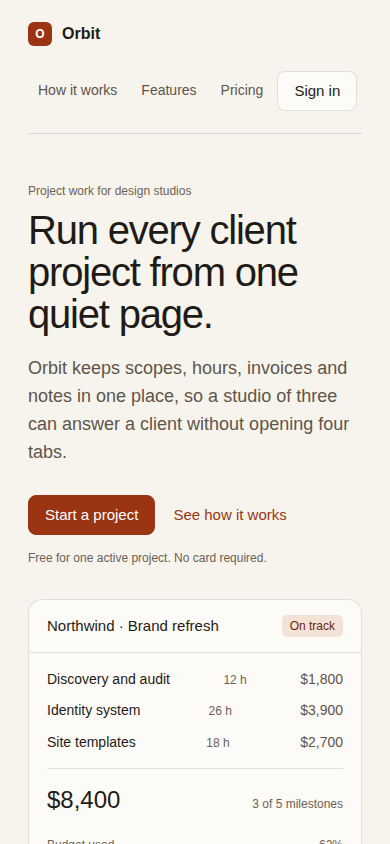 O Orbit
How it works Features Pricing Sign in
Project work for design studios
Run every client
project from one
quiet page.
Orbit keeps scopes, hours, invoices and
notes in one place, so a studio of three
can answer a client without opening four
tabs.
Start a project See how it works
Free for one active project. No card required.
Northwind · Brand refresh On track
Discovery and audit 12 h $1,800
Identity system 26 h $3,900
Site templates 18 h $2,700
$8,400 3 of 5 milestones
Budget used 62%